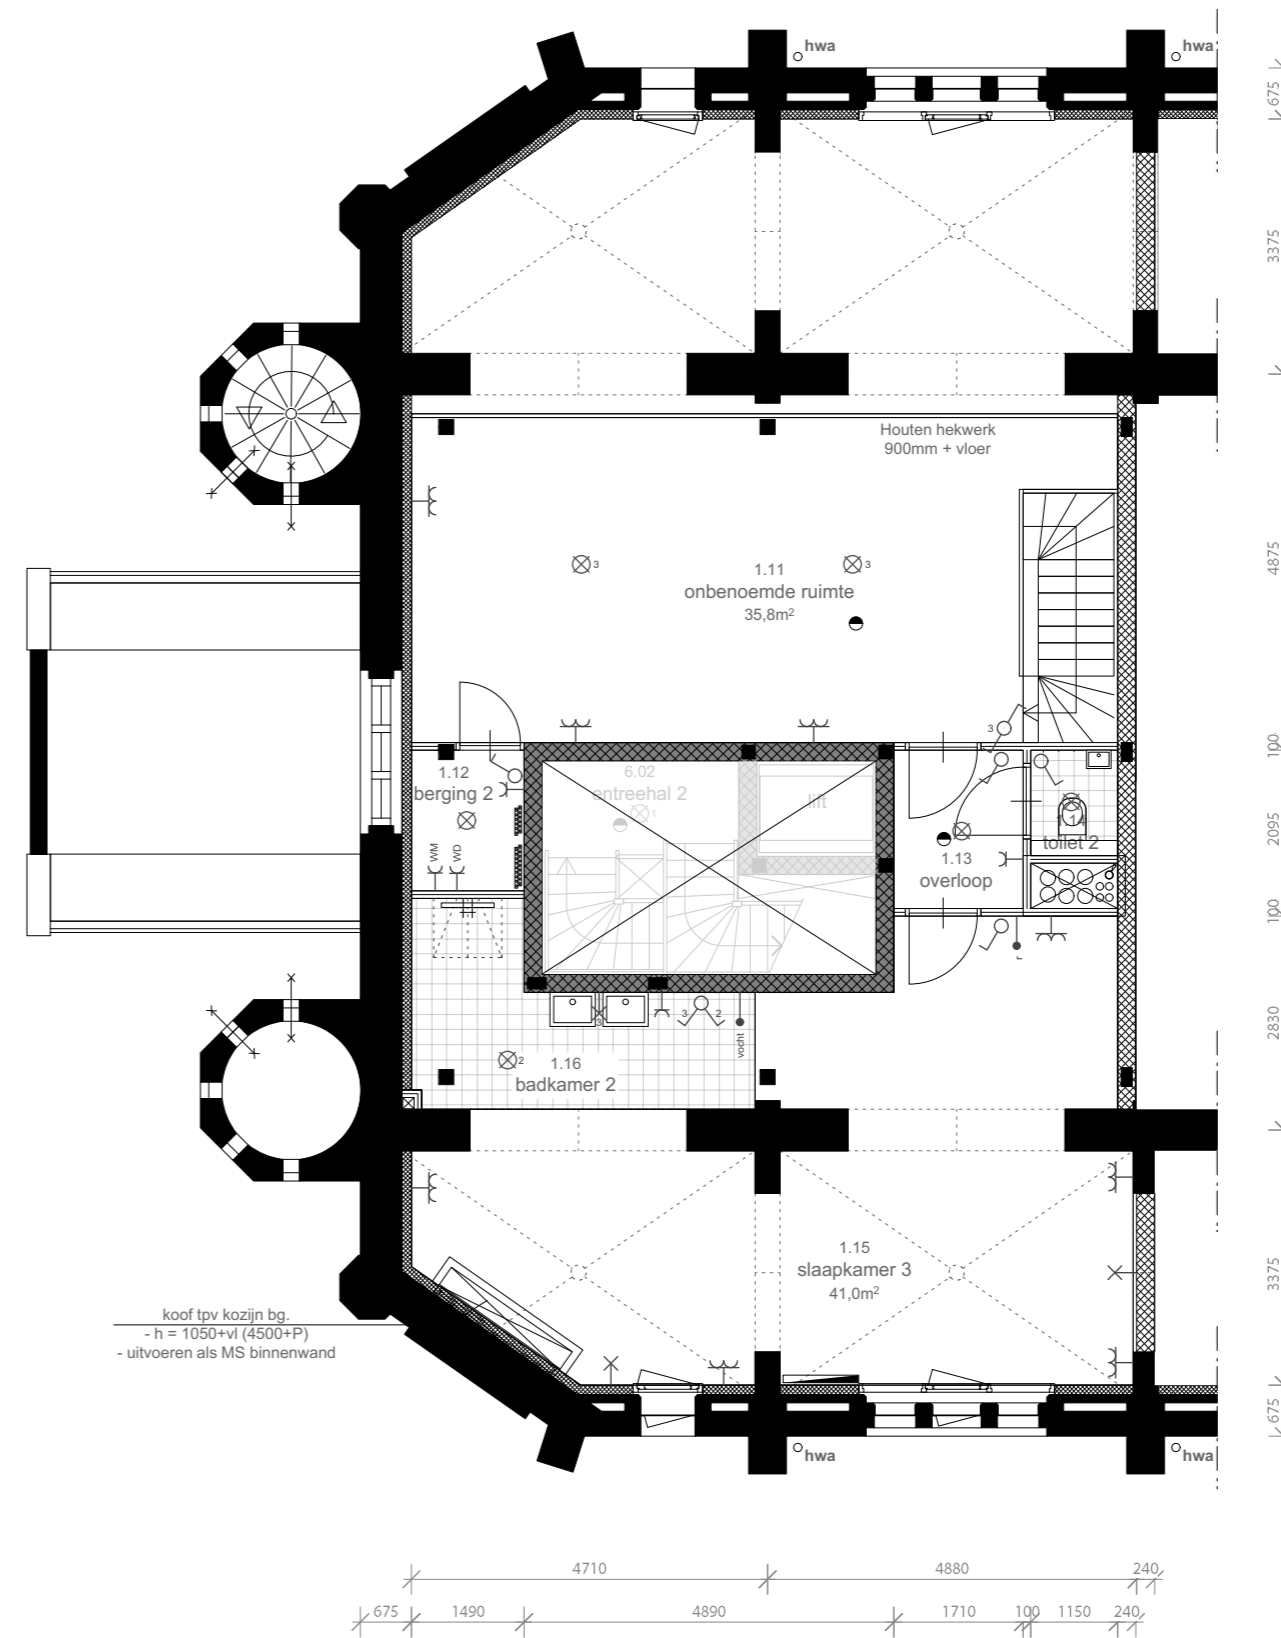 hwa
hwa
675
3375
Houten hekwerk
900mm + vloer
3
3
1.11
onbenoemde ruimte
35,8m²
4875
3
1.12
berging 2
6.02
entreehal 2
1
lift
1.14
toilet 2
1.13
overloop
WM
WD
100
2095
100
3
3
2
vocht
r
2
1.16
badkamer 2
2830
1.15
slaapkamer 3
41,0m²
3375
koof tpv kozijn bg.
- h = 1050+vl (4500+P)
- uitvoeren als MS binnenwand
675
hwa
hwa
4710
4880
240
675
1490
4890
1710
100
1150
240